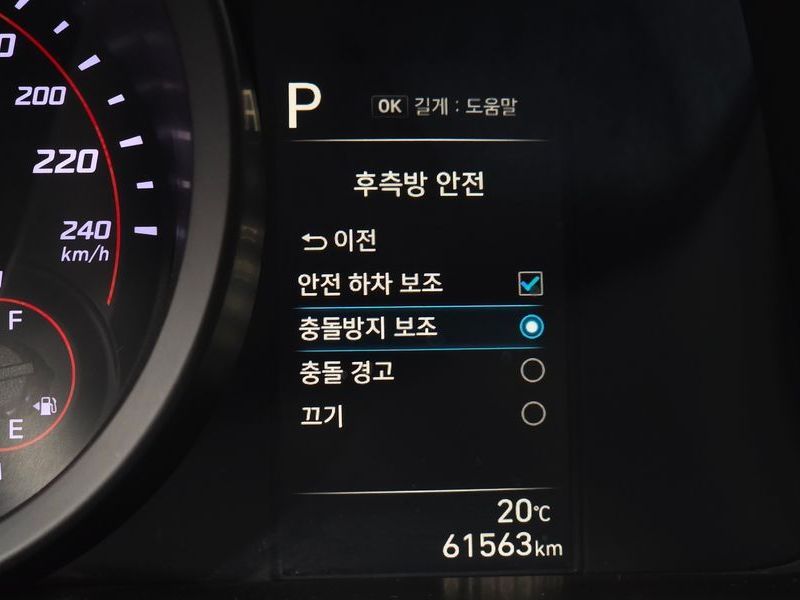 0
200
220
240
km/h
F
E
P
OK 길게 : 도움말
후측방 안전
이전
안전 하차 보조
충돌방지 보조
충돌 경고
끄기
20℃
61563km